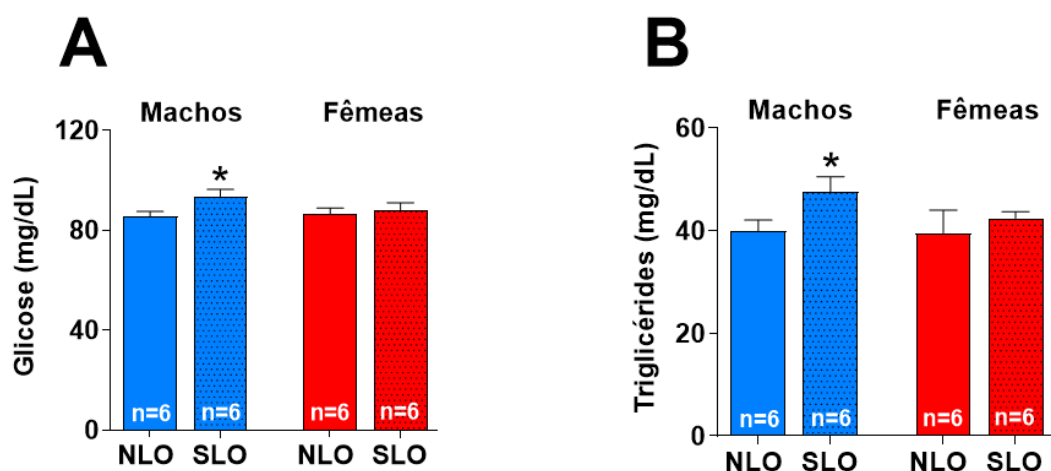 A
Machos Fêmeas
120
80
40
0
Glicose (mg/dL)
*
n=6 n=6 n=6 n=6
NLO SLO NLO SLO
B
Machos Fêmeas
60
40
20
0
Triglicérides (mg/dL)
*
n=6 n=6 n=6 n=6
NLO SLO NLO SLO